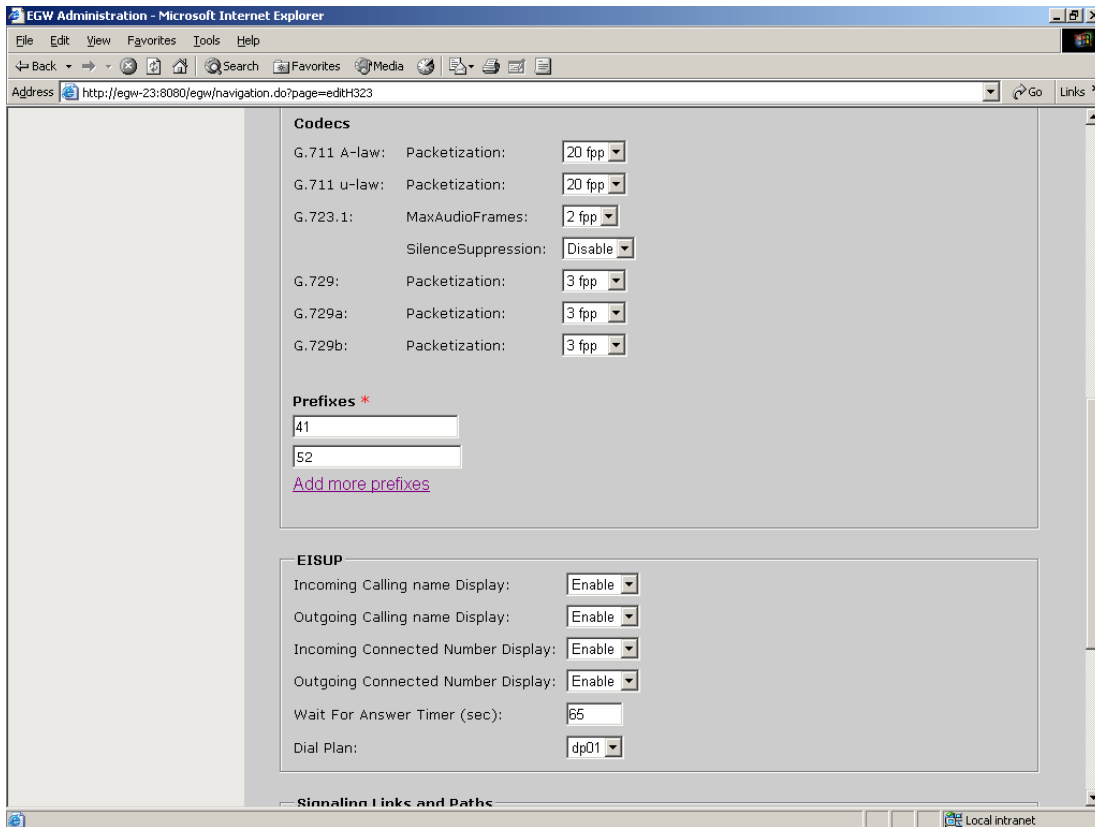 EGW Administration - Microsoft Internet Explorer
File Edit View Favorites Tools Help
Back Search Favorites Media
Address http://egw-23:8080/egw/navigation.do?page=editH323 Go Links
Codecs
G.711 A-law: Packetization: 20 fpp
G.711 u-law: Packetization: 20 fpp
G.723.1: MaxAudioFrames: 2 fpp
SilenceSuppression: Disable
G.729: Packetization: 3 fpp
G.729a: Packetization: 3 fpp
G.729b: Packetization: 3 fpp
Prefixes *
41
52
Add more prefixes
EISUP
Incoming Calling name Display: Enable
Outgoing Calling name Display: Enable
Incoming Connected Number Display: Enable
Outgoing Connected Number Display: Enable
Wait For Answer Timer (sec): 65
Dial Plan: dp01
Signaling Links and Paths
Local intranet